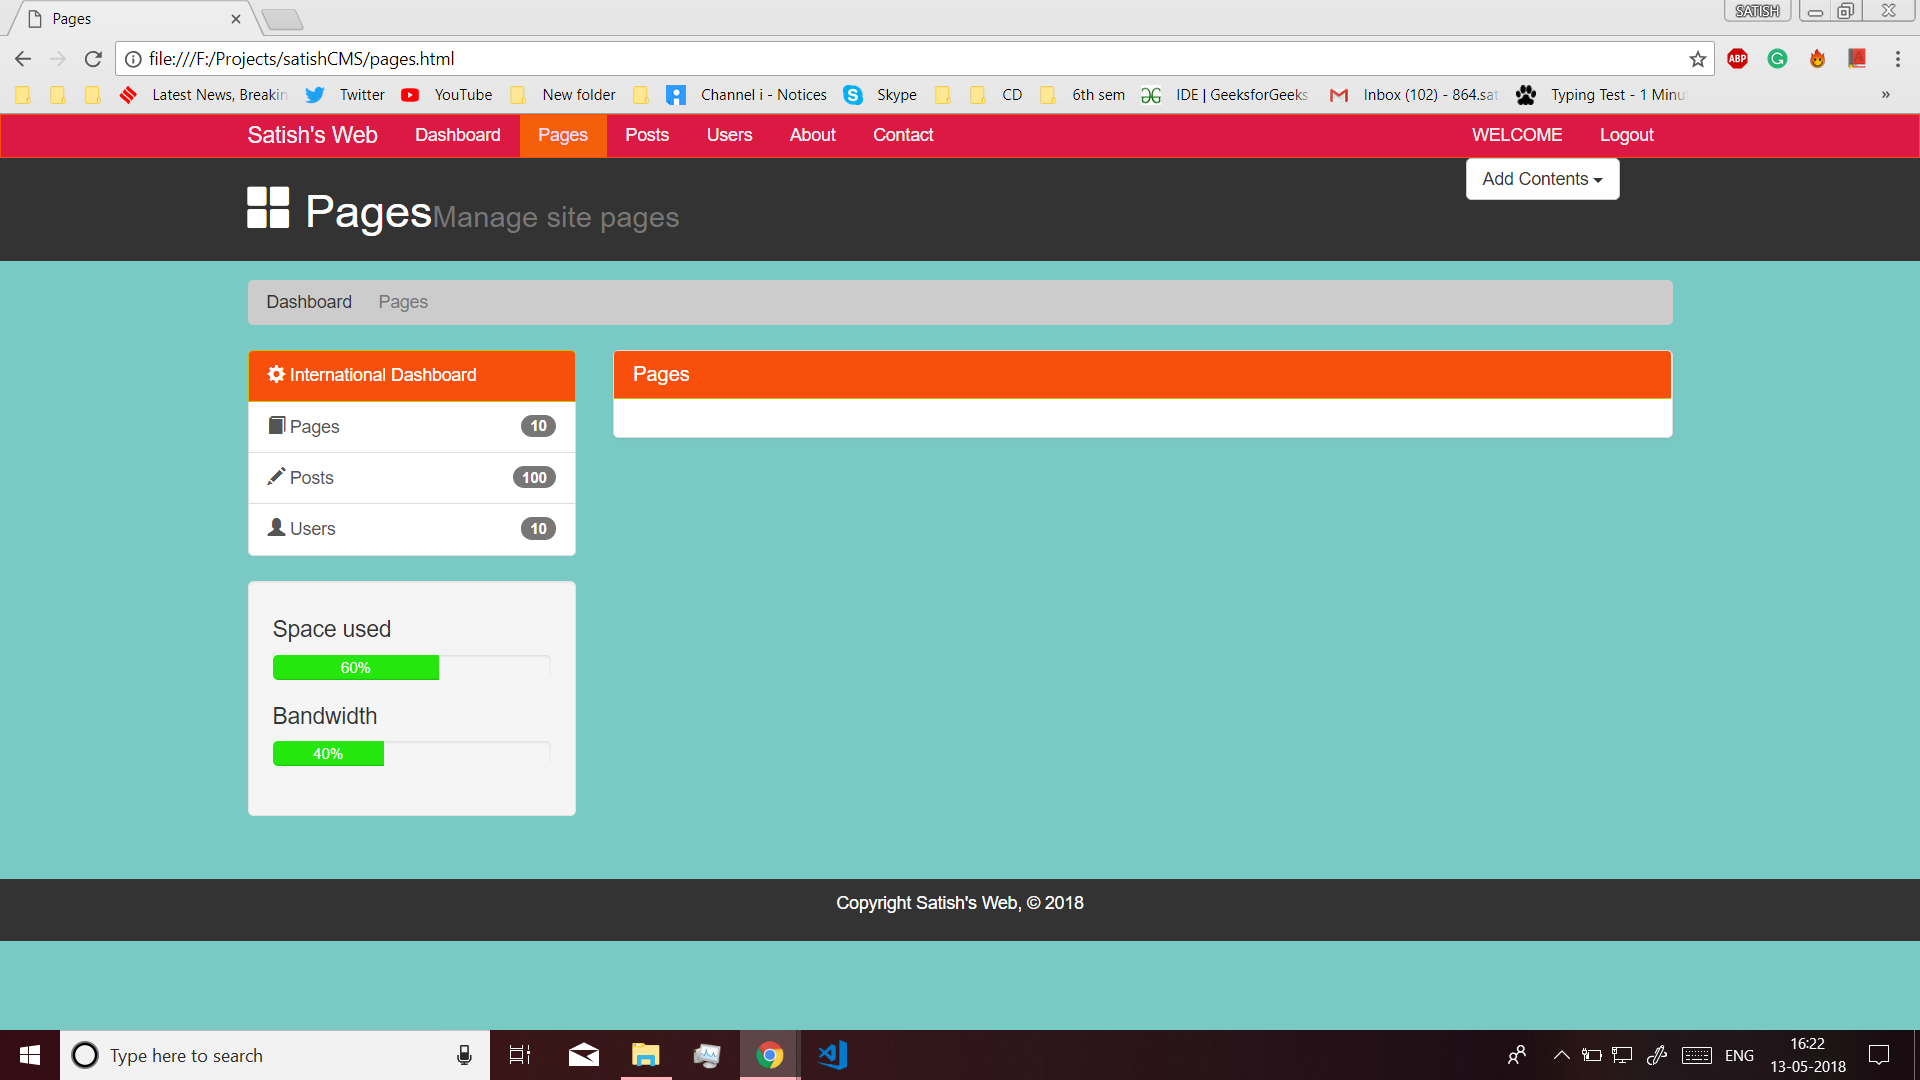 Pages
SATISH
file:///F:/Projects/satishCMS/pages.html
ABP
Latest News, Breakin Twitter YouTube New folder Channel i - Notices Skype CD 6th sem IDE | GeeksforGeeks Inbox (102) - 864.sat Typing Test - 1 Minu »
Satish's Web Dashboard Pages Posts Users About Contact WELCOME Logout
Add Contents
PagesManage site pages
Dashboard Pages
International Dashboard
Pages 10
Posts 100
Users 10
Pages
Space used
60%
Bandwidth
40%
Copyright Satish's Web, © 2018
Type here to search
ENG
16:22
13-05-2018